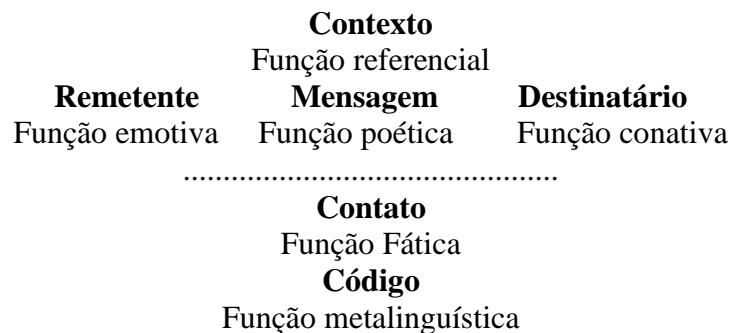 Contexto
Função referencial
Remetente Mensagem Destinatário
Função emotiva Função poética Função conativa
...............................................
Contato
Função Fática
Código
Função metalinguística